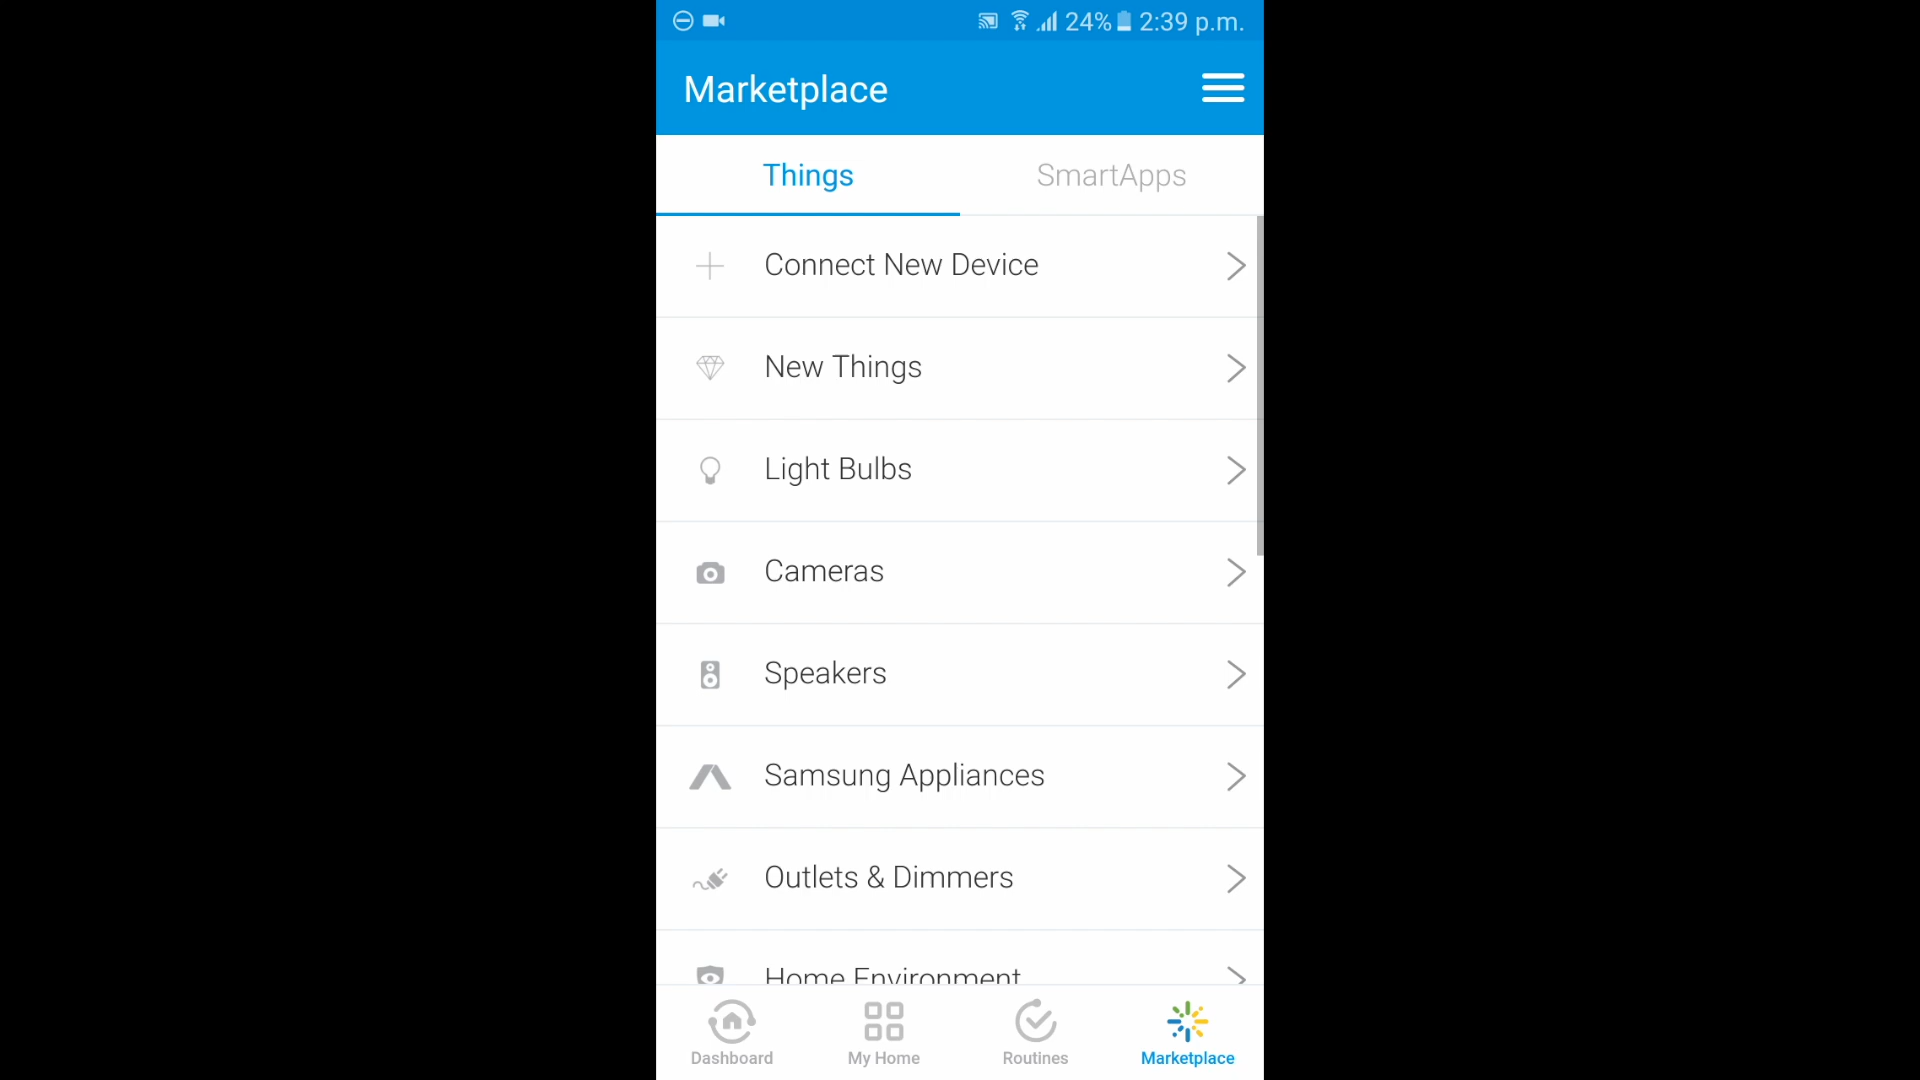 24% 2:39 p.m.
Marketplace
Things SmartApps
Connect New Device
New Things
Light Bulbs
Cameras
Speakers
Samsung Appliances
Outlets & Dimmers
Home Environment
Dashboard My Home Routines Marketplace